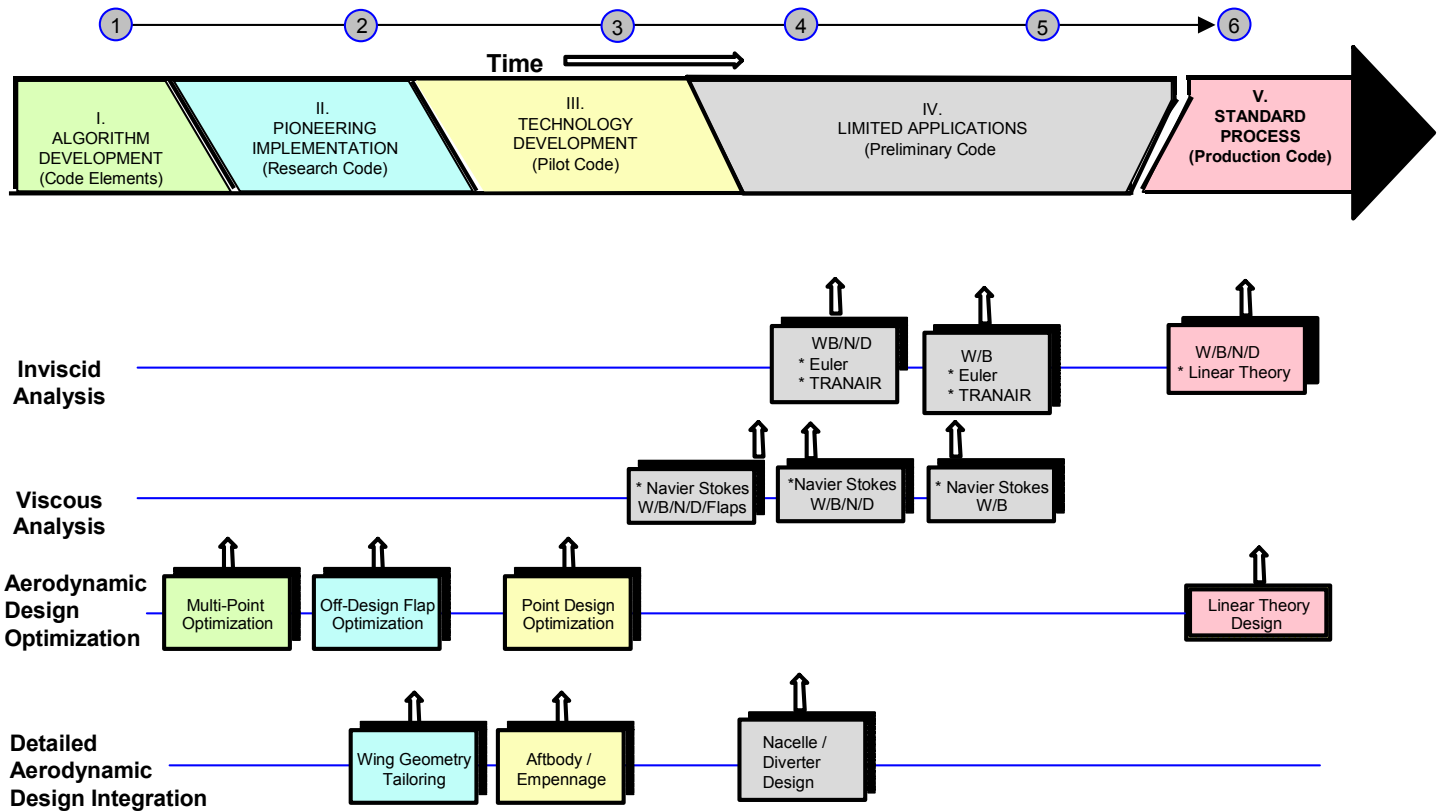 1 2 3 4 5 6
Time
I.
ALGORITHM
DEVELOPMENT
(Code Elements)
II.
PIONEERING
IMPLEMENTATION
(Research Code)
III.
TECHNOLOGY
DEVELOPMENT
(Pilot Code)
IV.
LIMITED APPLICATIONS
(Preliminary Code
V.
STANDARD
PROCESS
(Production Code)
Inviscid
Analysis
WB/N/D
* Euler
* TRANAIR
W/B
* Euler
* TRANAIR
W/B/N/D
* Linear Theory
Viscous
Analysis
* Navier Stokes
W/B/N/D/Flaps
*Navier Stokes
W/B/N/D
* Navier Stokes
W/B
Aerodynamic
Design
Optimization
Multi-Point
Optimization
Off-Design Flap
Optimization
Point Design
Optimization
Linear Theory
Design
Detailed
Aerodynamic
Design Integration
Wing Geometry
Tailoring
Aftbody /
Empennage
Nacelle /
Diverter
Design